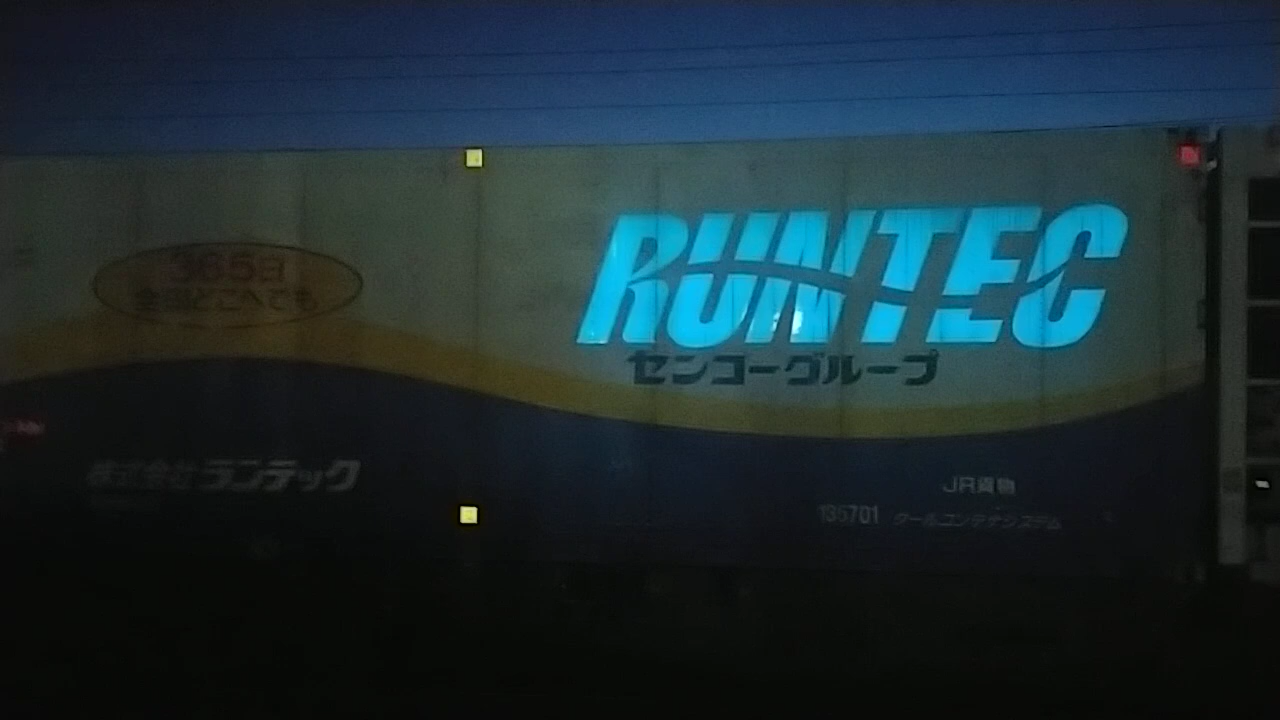 365日
全国どこへでも
RUNTEC
センコーグループ
株式会社ランテック
JR貨物
135701 クールコンテナシステム